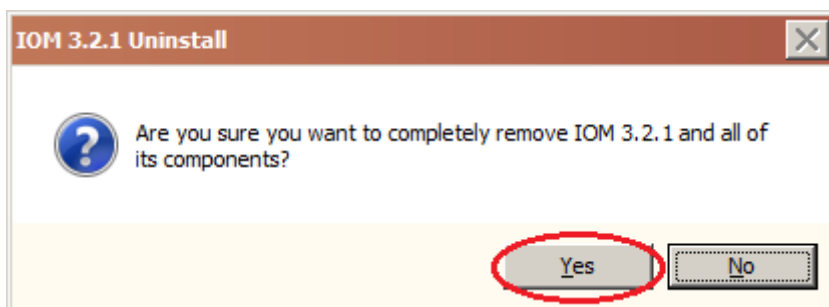 IOM 3.2.1 Uninstall
Are you sure you want to completely remove IOM 3.2.1 and all of
its components?
Yes
No